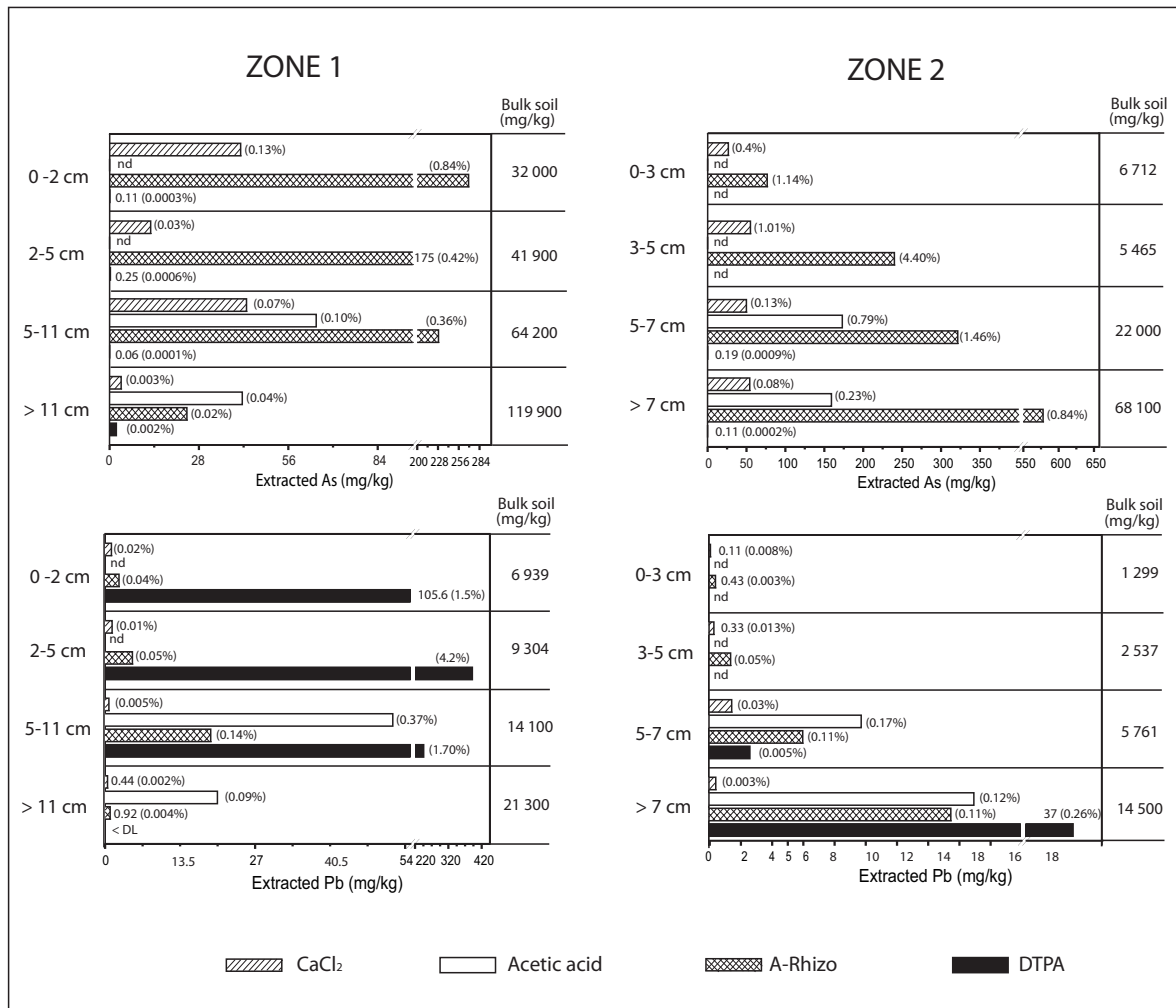 ZONE 1
Bulk soil
(mg/kg)
0 -2 cm
(0.13%)
nd
(0.84%)
0.11 (0.0003%)
32 000
2-5 cm
(0.03%)
nd
175 (0.42%)
0.25 (0.0006%)
41 900
5-11 cm
(0.07%)
(0.10%)
(0.36%)
0.06 (0.0001%)
64 200
> 11 cm
(0.003%)
(0.04%)
(0.02%)
(0.002%)
119 900
0 28 56 84 200 228 256 284
Extracted As (mg/kg)
ZONE 2
Bulk soil
(mg/kg)
0-3 cm
(0.4%)
nd
(1.14%)
nd
6 712
3-5 cm
(1.01%)
nd
(4.40%)
nd
5 465
5-7 cm
(0.13%)
(0.79%)
(1.46%)
0.19 (0.0009%)
22 000
> 7 cm
(0.08%)
(0.23%)
(0.84%)
0.11 (0.0002%)
68 100
0 50 100 150 200 250 300 350 550 600 650
Extracted As (mg/kg)
Bulk soil
(mg/kg)
0 -2 cm
(0.02%)
nd
(0.04%)
105.6 (1.5%)
6 939
2-5 cm
(0.01%)
nd
(0.05%)
(4.2%)
9 304
5-11 cm
(0.005%)
(0.37%)
(0.14%)
(1.70%)
14 100
> 11 cm
0.44 (0.002%)
(0.09%)
0.92 (0.004%)
< DL
21 300
0 13.5 27 40.5 54 220 320 420
Extracted Pb (mg/kg)
Bulk soil
(mg/kg)
0-3 cm
0.11 (0.008%)
nd
0.43 (0.003%)
nd
1 299
3-5 cm
0.33 (0.013%)
nd
(0.05%)
nd
2 537
5-7 cm
(0.03%)
(0.17%)
(0.11%)
(0.005%)
5 761
> 7 cm
(0.003%)
(0.12%)
(0.11%)
37 (0.26%)
14 500
0 2 4 5 6 8 10 12 14 18 16 18
Extracted Pb (mg/kg)
CaCl₂
Acetic acid
A-Rhizo
DTPA